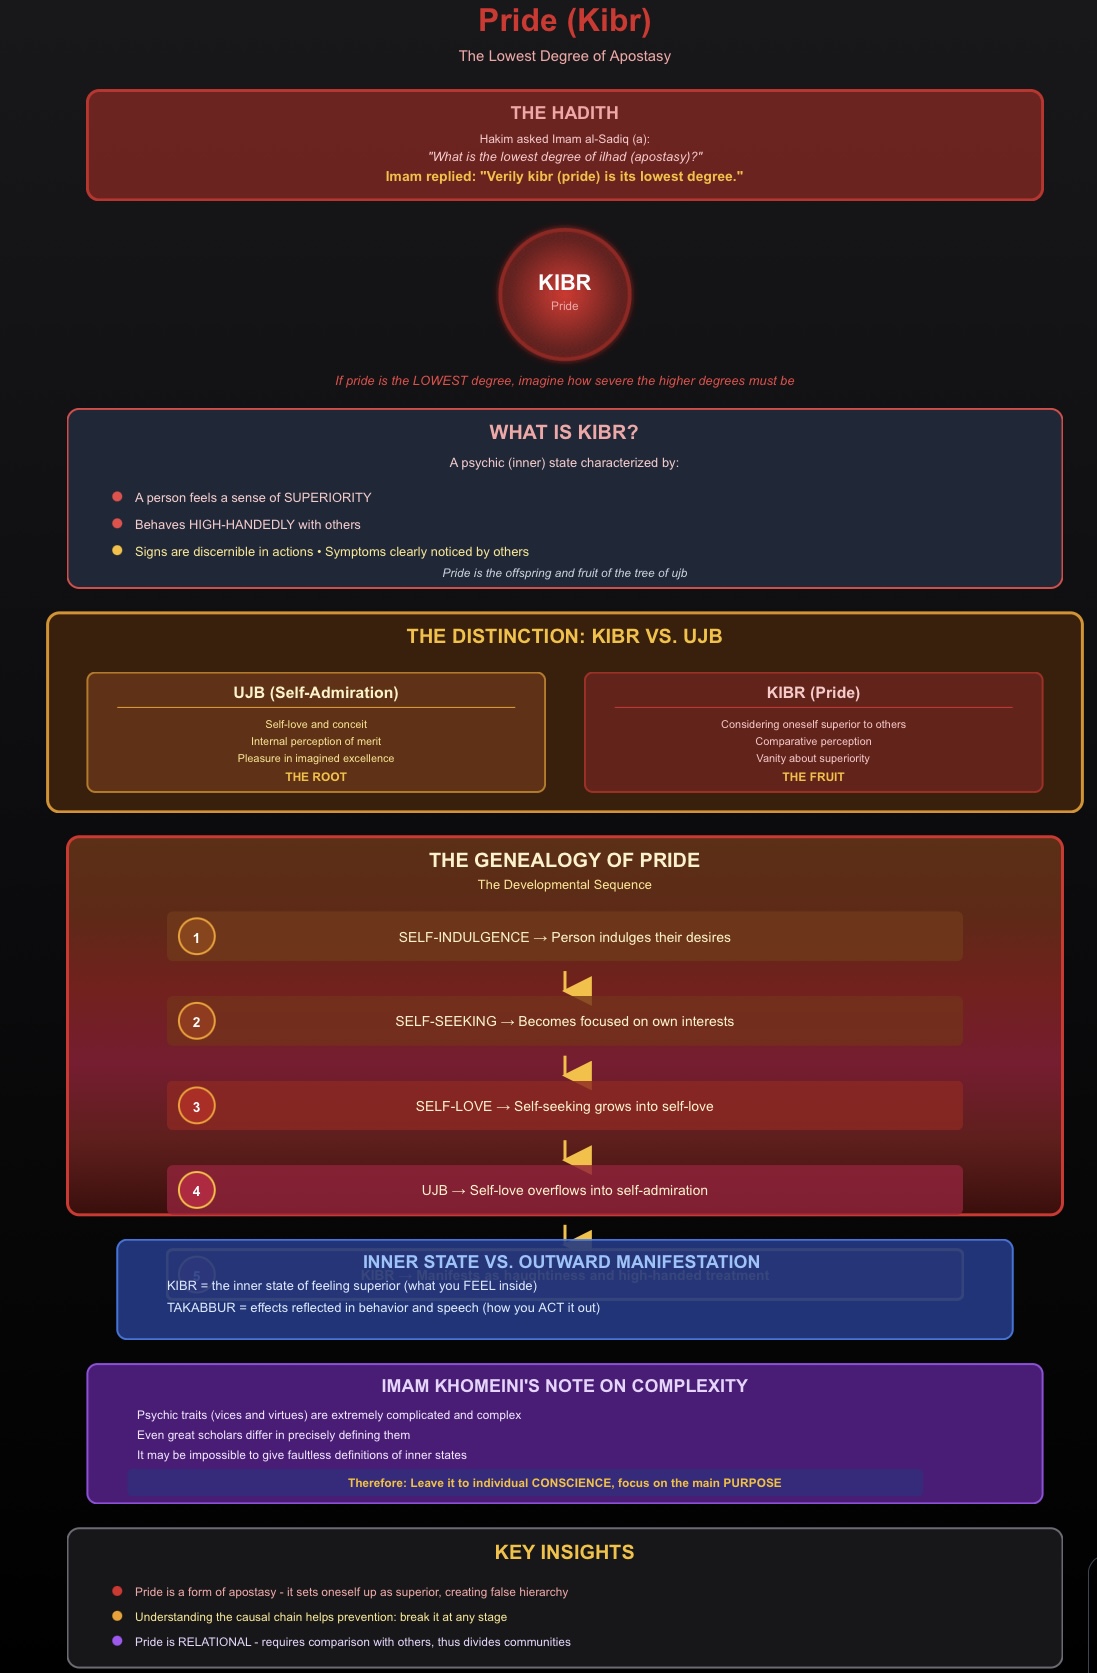 Pride (Kibr)
The Lowest Degree of Apostasy
THE HADITH
Hakim asked Imam al-Sadiq (a):
"What is the lowest degree of ilhad (apostasy)?"
Imam replied: "Verily kibr (pride) is its lowest degree."
KIBR
Pride
If pride is the LOWEST degree, imagine how severe the higher degrees must be
WHAT IS KIBR?
A psychic (inner) state characterized by:
A person feels a sense of SUPERIORITY
Behaves HIGH-HANDEDLY with others
Signs are discernible in actions • Symptoms clearly noticed by others
Pride is the offspring and fruit of the tree of ujb
THE DISTINCTION: KIBR VS. UJB
UJB (Self-Admiration)
Self-love and conceit
Internal perception of merit
Pleasure in imagined excellence
THE ROOT
KIBR (Pride)
Considering oneself superior to others
Comparative perception
Vanity about superiority
THE FRUIT
THE GENEALOGY OF PRIDE
The Developmental Sequence
1 SELF-INDULGENCE → Person indulges their desires
2 SELF-SEEKING → Becomes focused on own interests
3 SELF-LOVE → Self-seeking grows into self-love
4 UJB → Self-love overflows into self-admiration
5 KIBR → Manifests as haughtiness and high-handed treatment
INNER STATE VS. OUTWARD MANIFESTATION
KIBR = the inner state of feeling superior (what you FEEL inside)
TAKABBUR = effects reflected in behavior and speech (how you ACT it out)
IMAM KHOMEINI'S NOTE ON COMPLEXITY
Psychic traits (vices and virtues) are extremely complicated and complex
Even great scholars differ in precisely defining them
It may be impossible to give faultless definitions of inner states
Therefore: Leave it to individual CONSCIENCE, focus on the main PURPOSE
KEY INSIGHTS
Pride is a form of apostasy - it sets oneself up as superior, creating false hierarchy
Understanding the causal chain helps prevention: break it at any stage
Pride is RELATIONAL - requires comparison with others, thus divides communities